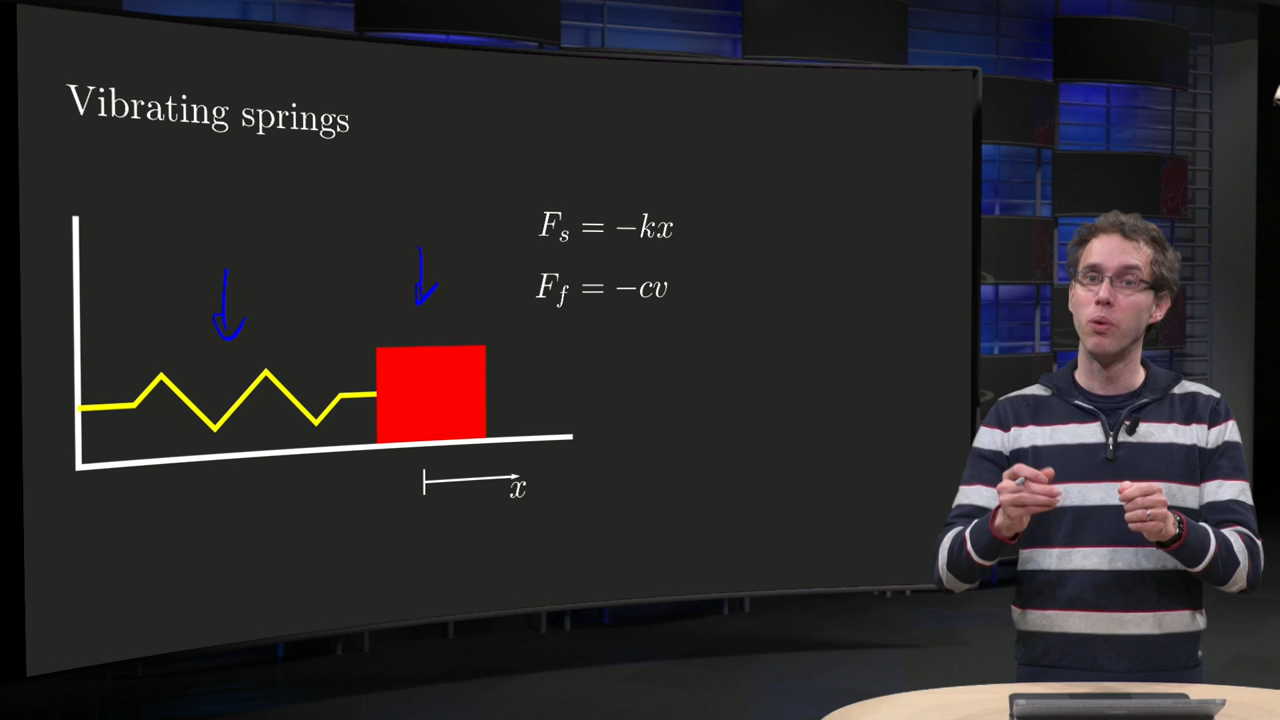 Vibrating springs
F_s = −kx
F_f = −cv
x